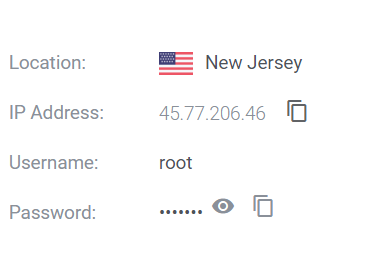 Location: New Jersey
IP Address: 45.77.206.46
Username: root
Password: •••••••